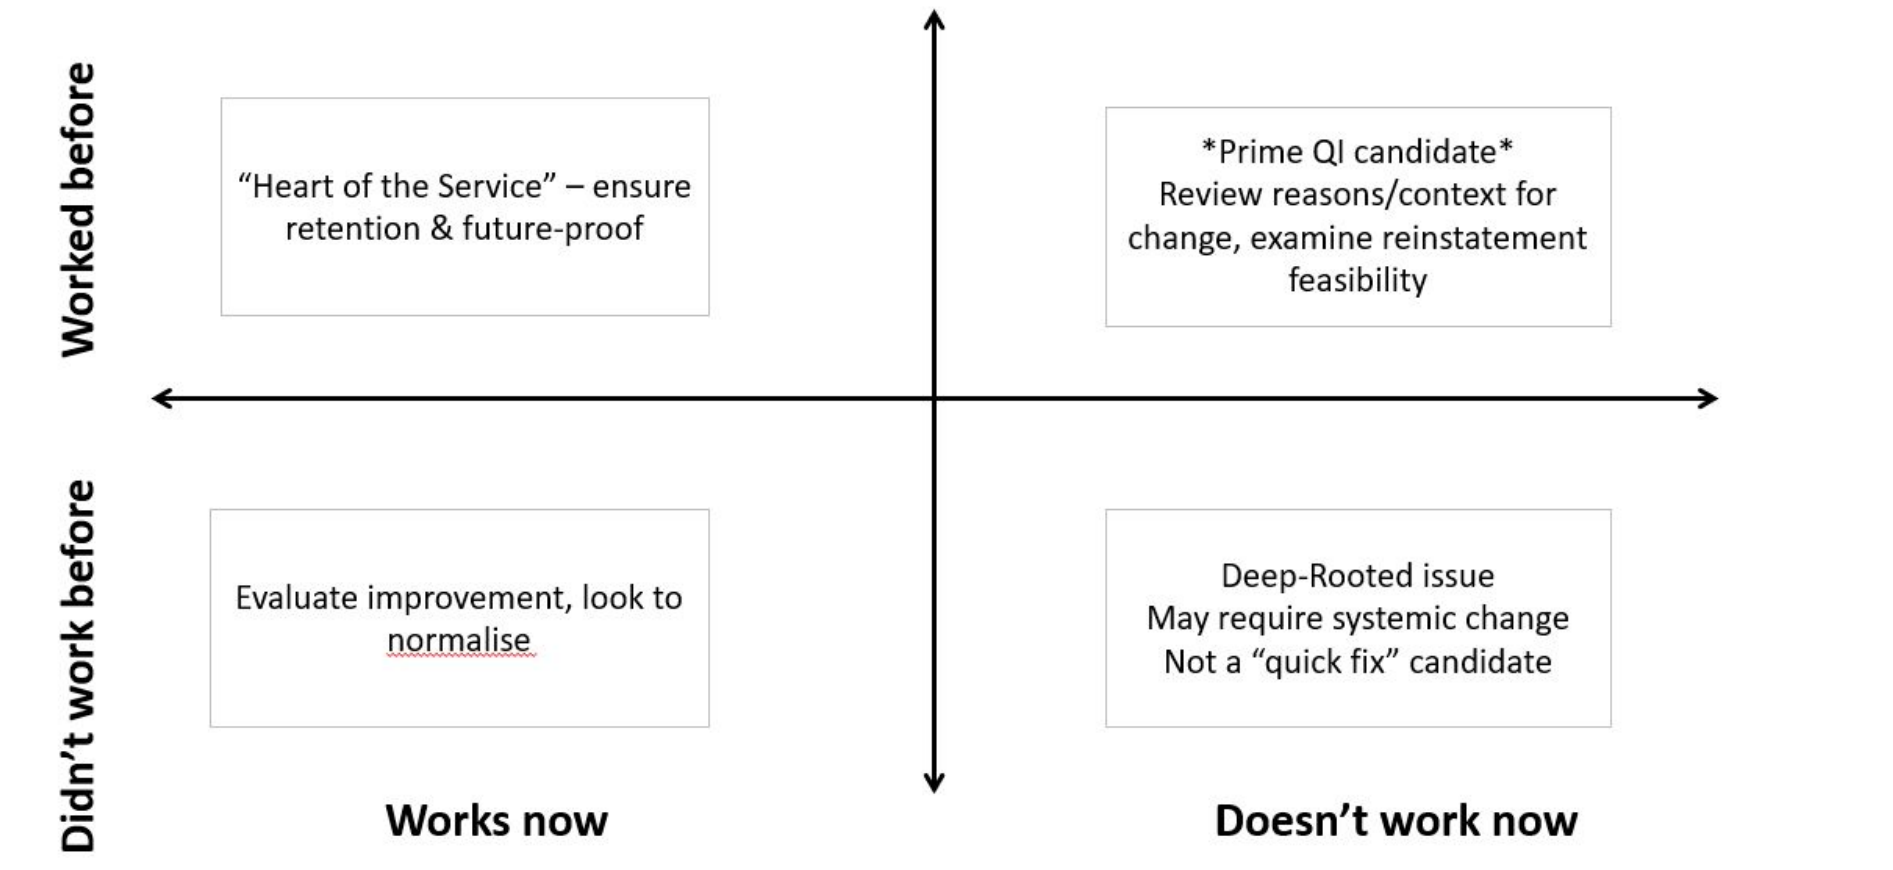 Worked before
“Heart of the Service” – ensure
retention & future-proof
*Prime QI candidate*
Review reasons/context for
change, examine reinstatement
feasibility
Didn’t work before
Evaluate improvement, look to
normalise
Deep-Rooted issue
May require systemic change
Not a “quick fix” candidate
Works now
Doesn’t work now